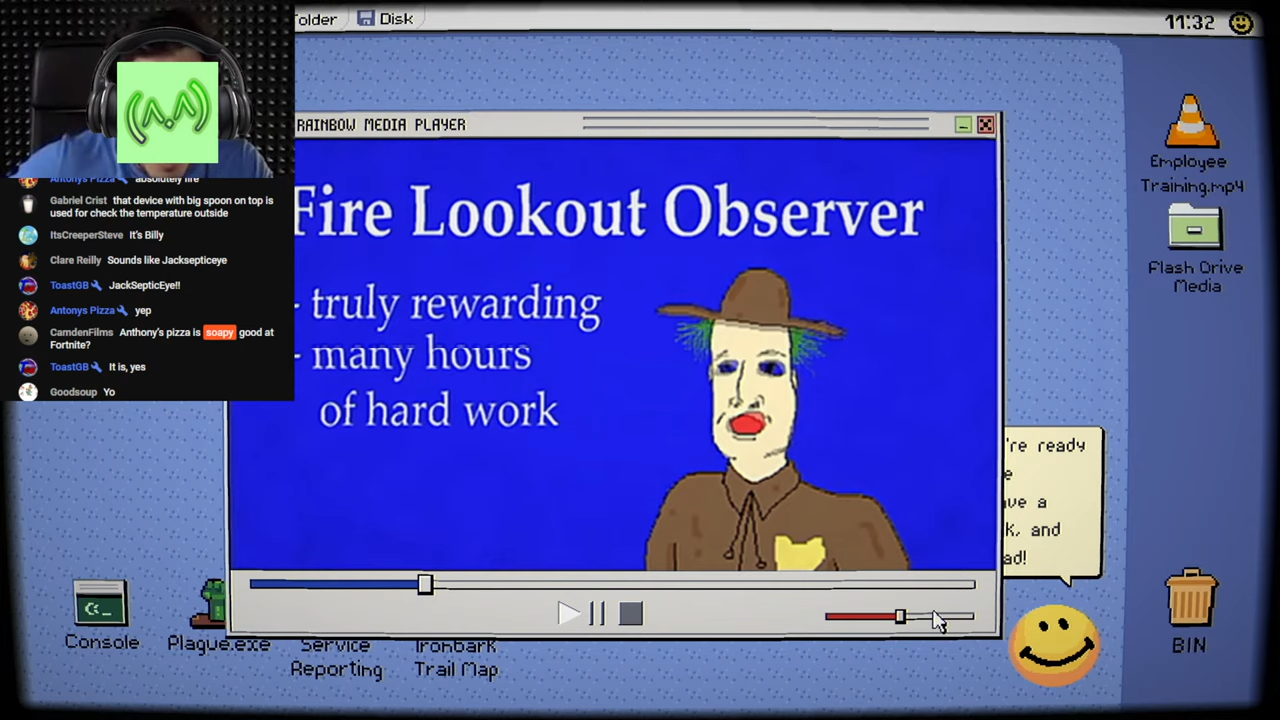 Disk
11:32
RAINBOW MEDIA PLAYER
Fire Lookout Observer
- truly rewarding
- many hours
of hard work
(^.^)
Antonys Pizza absolutely fire
Gabriel Crist that device with big spoon on top is
used for check the temperature outside
ItsCreeperSteve It's Billy
Clare Reilly Sounds like Jacksepticeye
ToastGB JackSepticEye!!
Antonys Pizza yep
CamdenFilms Anthony's pizza is soapy good at
Fortnite?
ToastGB It is, yes
Goodsoup Yo
Employee
Training.mp4
Flash Drive
Media
're ready
k, and
Console
Plague.exe
Service
Reporting
Ironbark
Trail Map
BIN